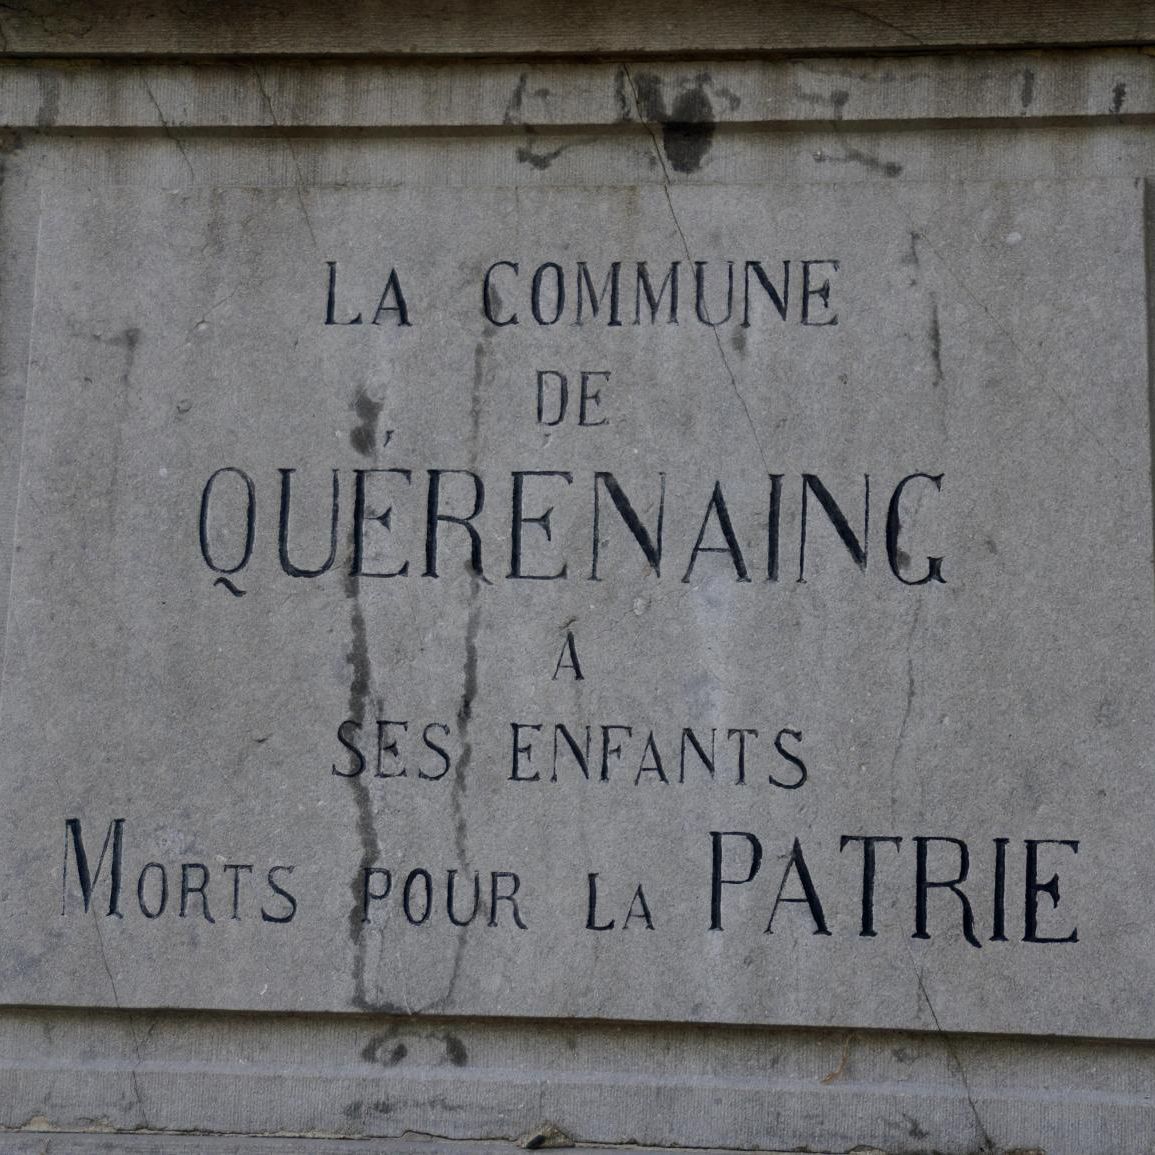 LA COMMUNE
DE
QUÉRENAING
À
SES ENFANTS
MORTS POUR LA PATRIE